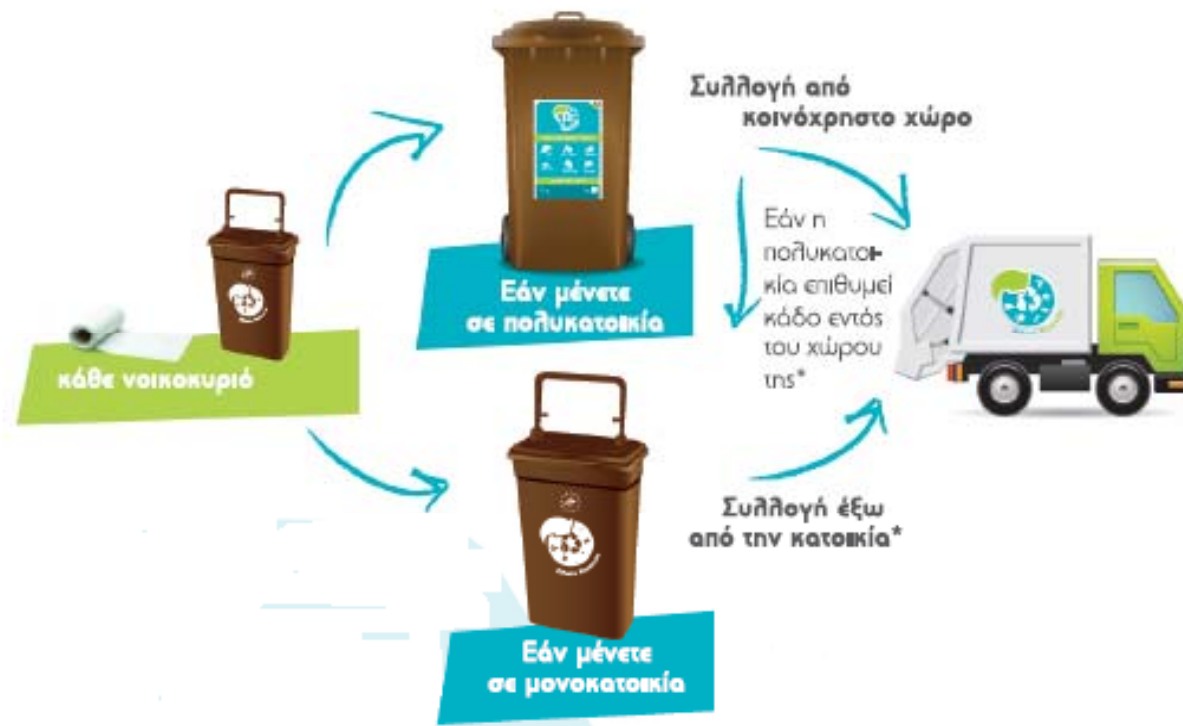 Συλλογή από
κοινόχρηστο χώρο
Εάν η
πολυκατοι-
κία επιθυμεί
κάδο εντός
του χώρου
της*
Εάν μένετε
σε πολυκατοικία
κάθε νοικοκυριό
Συλλογή έξω
από την κατοικία*
Εάν μένετε
σε μονοκατοικία